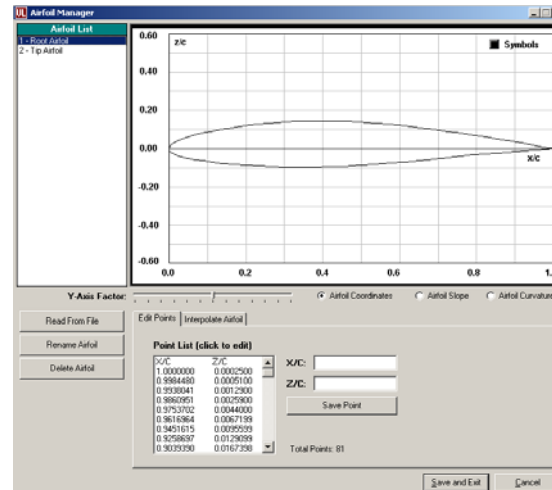 UL Airfoil Manager
Airfoil List
1 - Root Airfoil
2 - Tip Airfoil
0.60
z/c
Symbols
0.40
0.20
0.00
x/c
-0.20
-0.40
-0.60
0.0 0.2 0.4 0.6 0.8 1.
Y-Axis Factor:
Airfoil Coordinates Airfoil Slope Airfoil Curvature
Read From File
Rename Airfoil
Delete Airfoil
Edit Points Interpolate Airfoil
Point List (click to edit)
X/C Z/C
1.0000000 0.0002500
0.9984480 0.0005100
0.9938041 0.0012900
0.9860951 0.0025900
0.9753702 0.0044000
0.9616964 0.0067199
0.9451615 0.0095599
0.9258697 0.0129099
0.9039390 0.0167398
X/C:
Z/C:
Save Point
Total Points: 81
Save and Exit Cancel